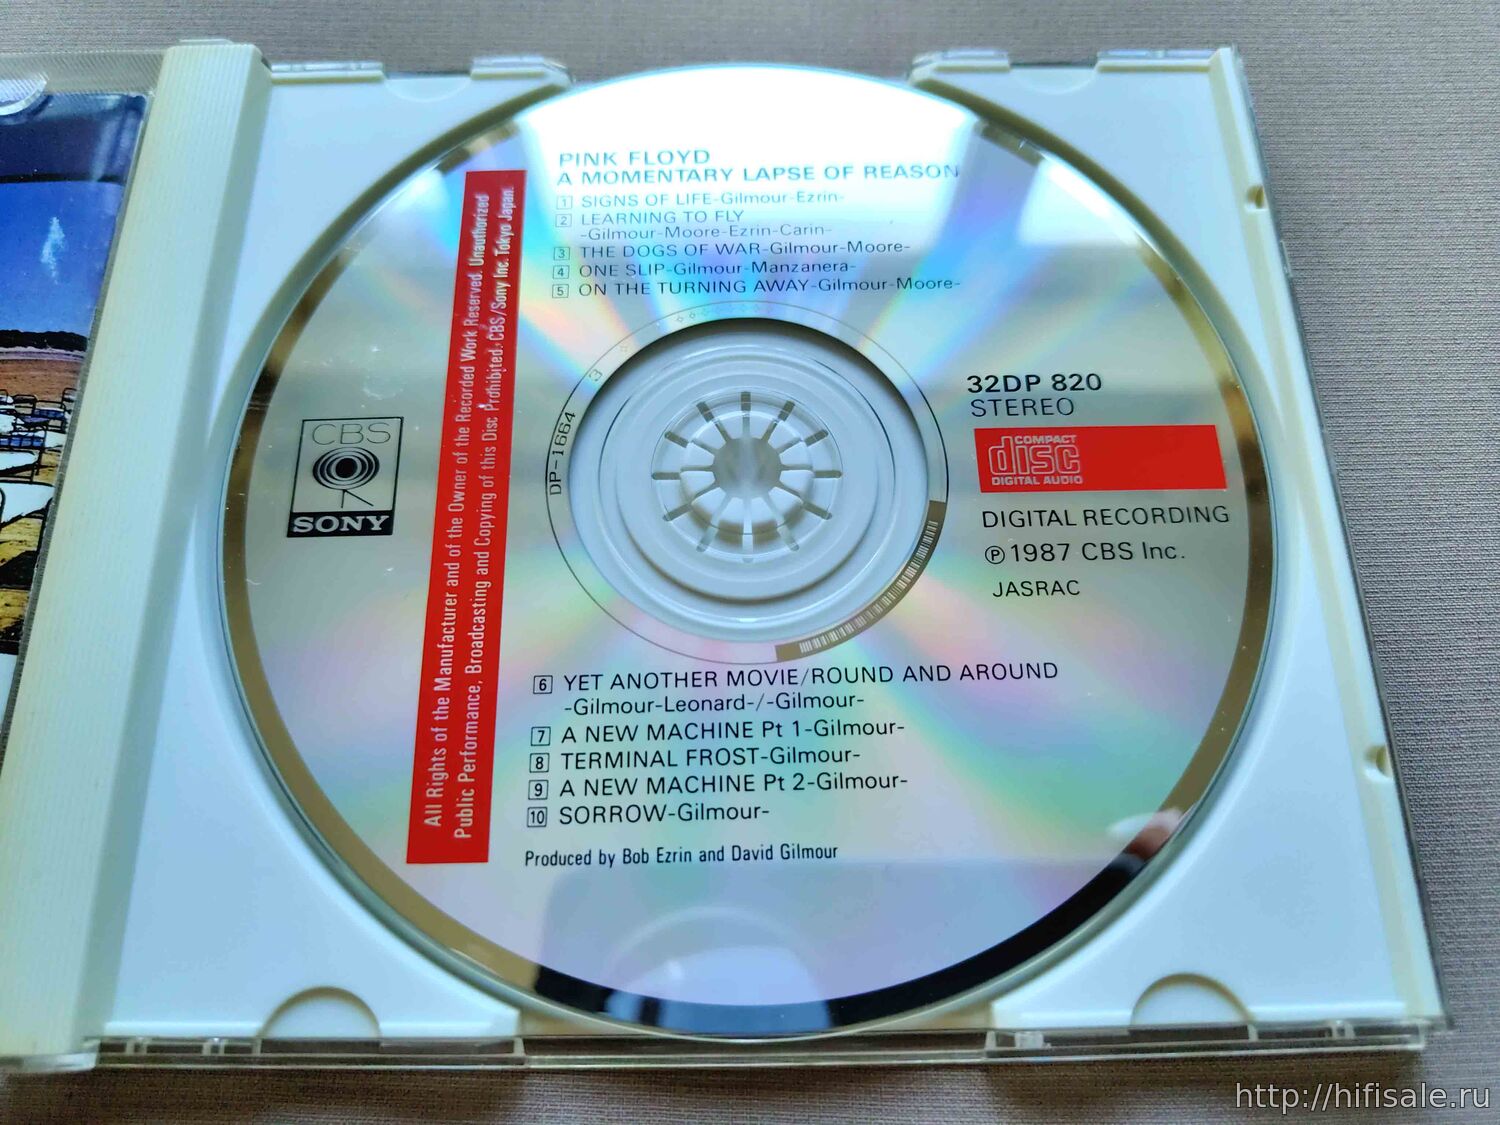 PINK FLOYD
A MOMENTARY LAPSE OF REASON
1 SIGNS OF LIFE-Gilmour-Ezrin-
2 LEARNING TO FLY
-Gilmour-Moore-Ezrin-Carin-
3 THE DOGS OF WAR-Gilmour-Moore-
4 ONE SLIP-Gilmour-Manzanera-
5 ON THE TURNING AWAY-Gilmour-Moore-
All Rights of the Manufacturer and of the Owner of the Recorded Work Reserved. Unauthorized
Public Performance, Broadcasting and Copying of this Disc Prohibited. CBS/Sony Inc. Tokyo Japan.
CBS
SONY
DP-1664 3
32DP 820
STEREO
COMPACT
disc
DIGITAL AUDIO
DIGITAL RECORDING
℗ 1987 CBS Inc.
JASRAC
6 YET ANOTHER MOVIE/ROUND AND AROUND
-Gilmour-Leonard-/-Gilmour-
7 A NEW MACHINE Pt 1-Gilmour-
8 TERMINAL FROST-Gilmour-
9 A NEW MACHINE Pt 2-Gilmour-
10 SORROW-Gilmour-
Produced by Bob Ezrin and David Gilmour
http://hifisale.ru